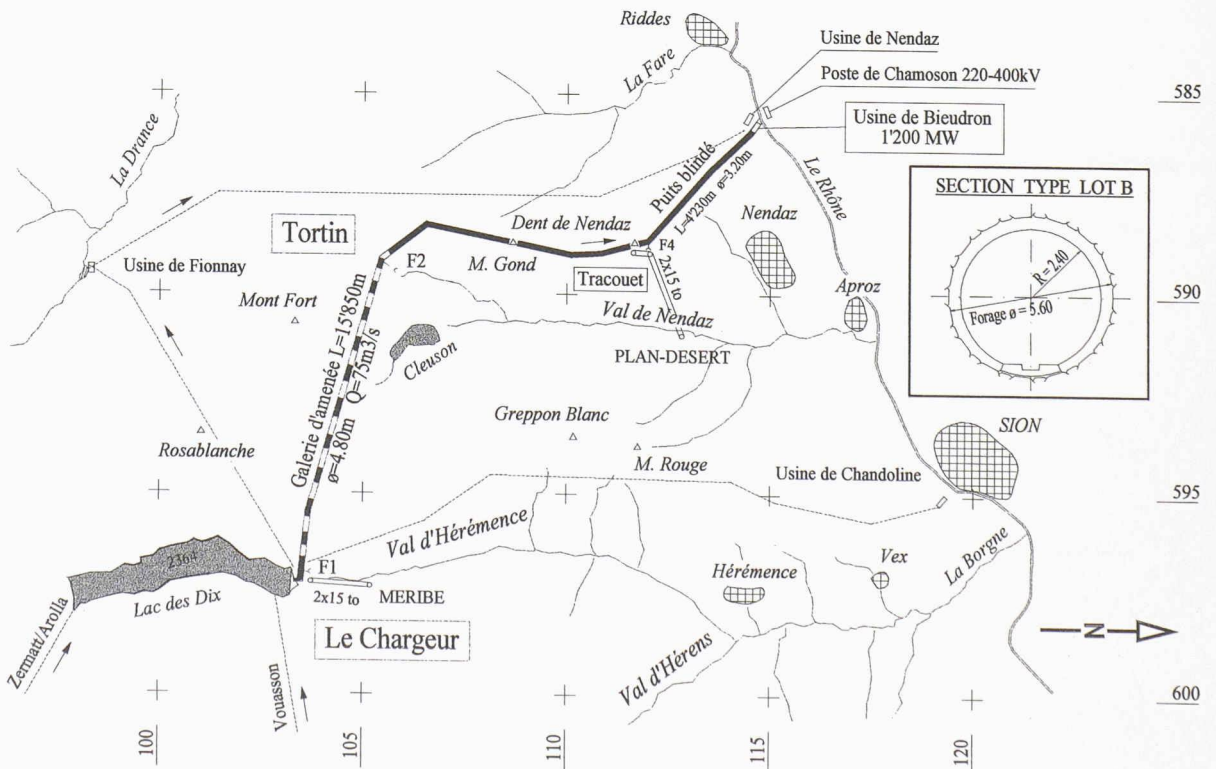 Riddes
Usine de Nendaz
Poste de Chamoson 220-400kV
585
La Fare
Usine de Bieudron
1'200 MW
La Drance
Puits blindé
L=4'230m ø=3.20m
Le Rhône
SECTION TYPE LOT B
R = 2.40
Forage ø = 5.60
Tortin
Dent de Nendaz
Nendaz
F4
F2
M. Gond
Tracouet
2x15 to
Usine de Fionnay
Aproz
590
Mont Fort
Val de Nendaz
Galerie d'amenée L=15'850m
ø=4.80m Q=75m3/s
Cleuson
PLAN-DESERT
Greppon Blanc
SION
Rosablanche
M. Rouge
Usine de Chandoline
595
Val d'Hérémence
2364
F1
Vex
La Borgne
Hérémence
Lac des Dix
2x15 to
MERIBE
Le Chargeur
N
Zermatt/Arolla
Vouasson
Val d'Hérens
600
100
105
110
115
120